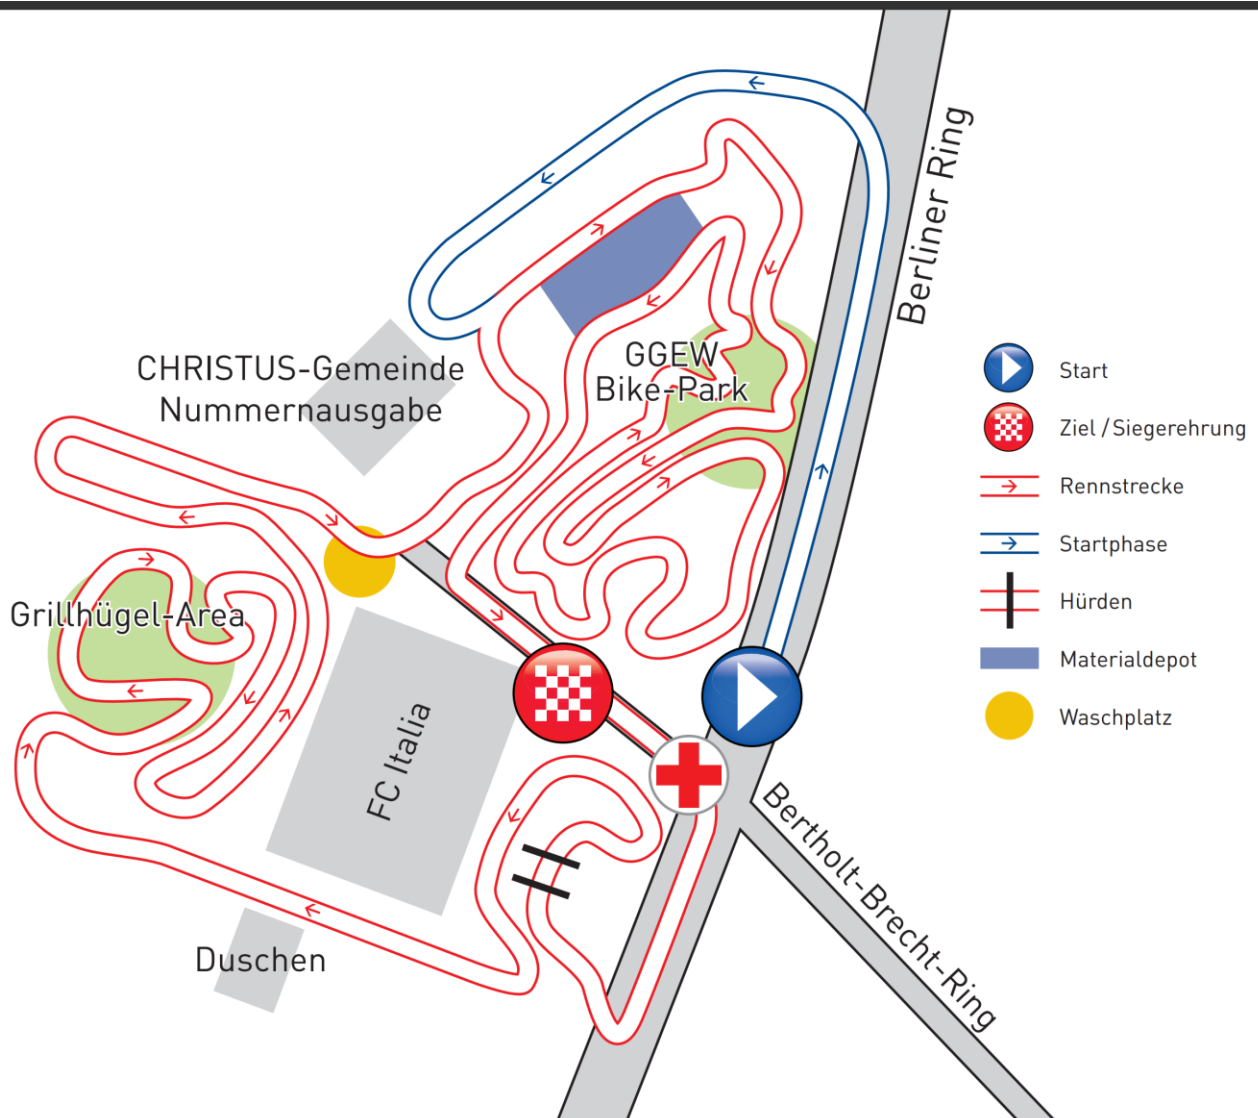 Berliner Ring
CHRISTUS-Gemeinde
Nummernausgabe
GGEW
Bike-Park
Grillhügel-Area
FC Italia
Duschen
Bertholt-Brecht-Ring
Start
Ziel / Siegerehrung
Rennstrecke
Startphase
Hürden
Materialdepot
Waschplatz